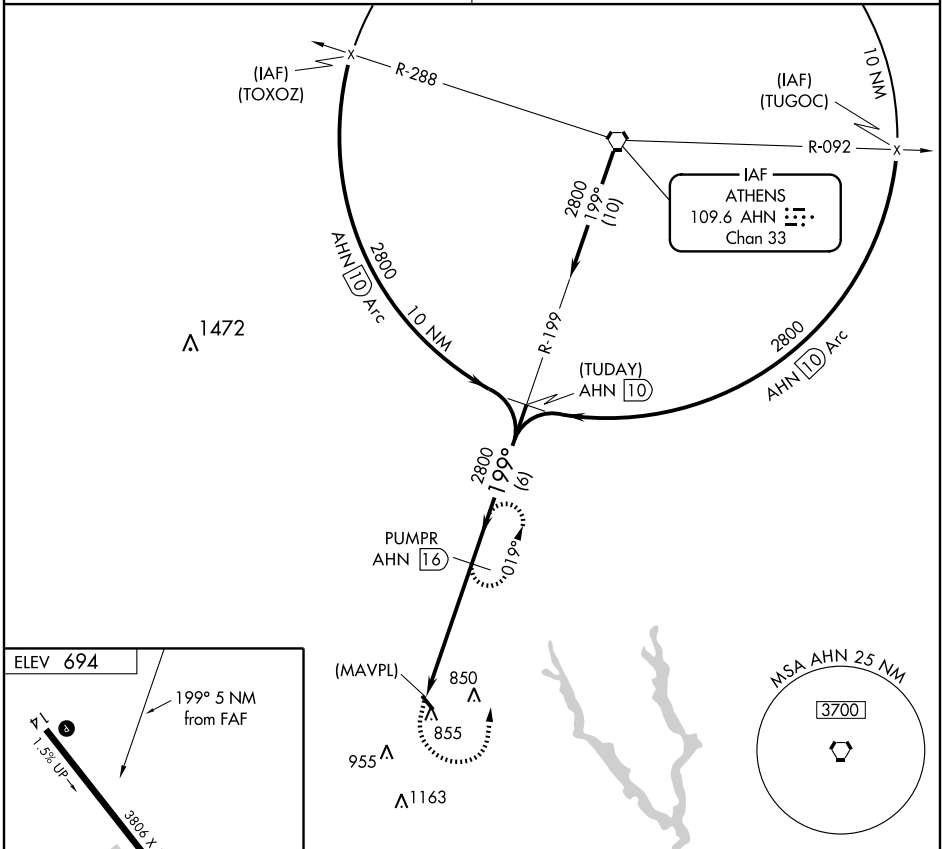 (IAF)
(TOXOZ)
R-288
10 NM
(IAF)
(TUGOC)
R-092
IAF
ATHENS
109.6 AHN
Chan 33
2800
199°
(10)
2800
AHN 10 Arc
10 NM
1472
R-199
(TUDAY)
AHN 10
2800
AHN 10 Arc
2800
199°
(6)
PUMPR
AHN 16
019°
ELEV 694
199° 5 NM
from FAF
14
P
1.5% UP
3806 X
(MAVPL)
850
855
955
1163
MSA AHN 25 NM
3700